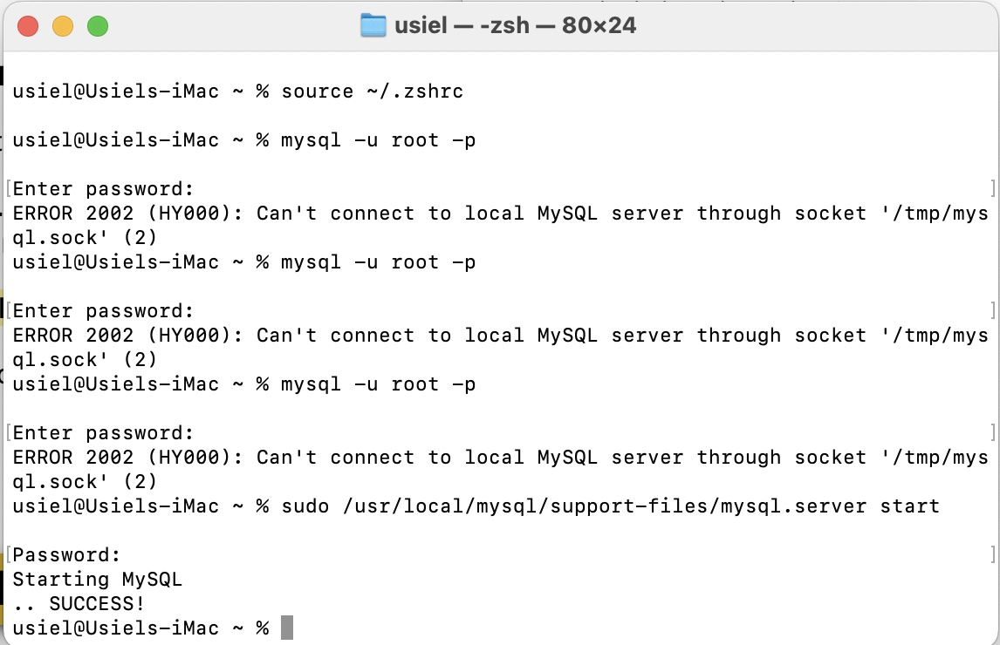 usiel — -zsh — 80×24
usiel@Usiels-iMac ~ % source ~/.zshrc
usiel@Usiels-iMac ~ % mysql -u root -p
[Enter password: ]
ERROR 2002 (HY000): Can't connect to local MySQL server through socket '/tmp/mys
ql.sock' (2)
usiel@Usiels-iMac ~ % mysql -u root -p
[Enter password: ]
ERROR 2002 (HY000): Can't connect to local MySQL server through socket '/tmp/mys
ql.sock' (2)
usiel@Usiels-iMac ~ % mysql -u root -p
[Enter password: ]
ERROR 2002 (HY000): Can't connect to local MySQL server through socket '/tmp/mys
ql.sock' (2)
usiel@Usiels-iMac ~ % sudo /usr/local/mysql/support-files/mysql.server start
[Password: ]
Starting MySQL
.. SUCCESS!
usiel@Usiels-iMac ~ %